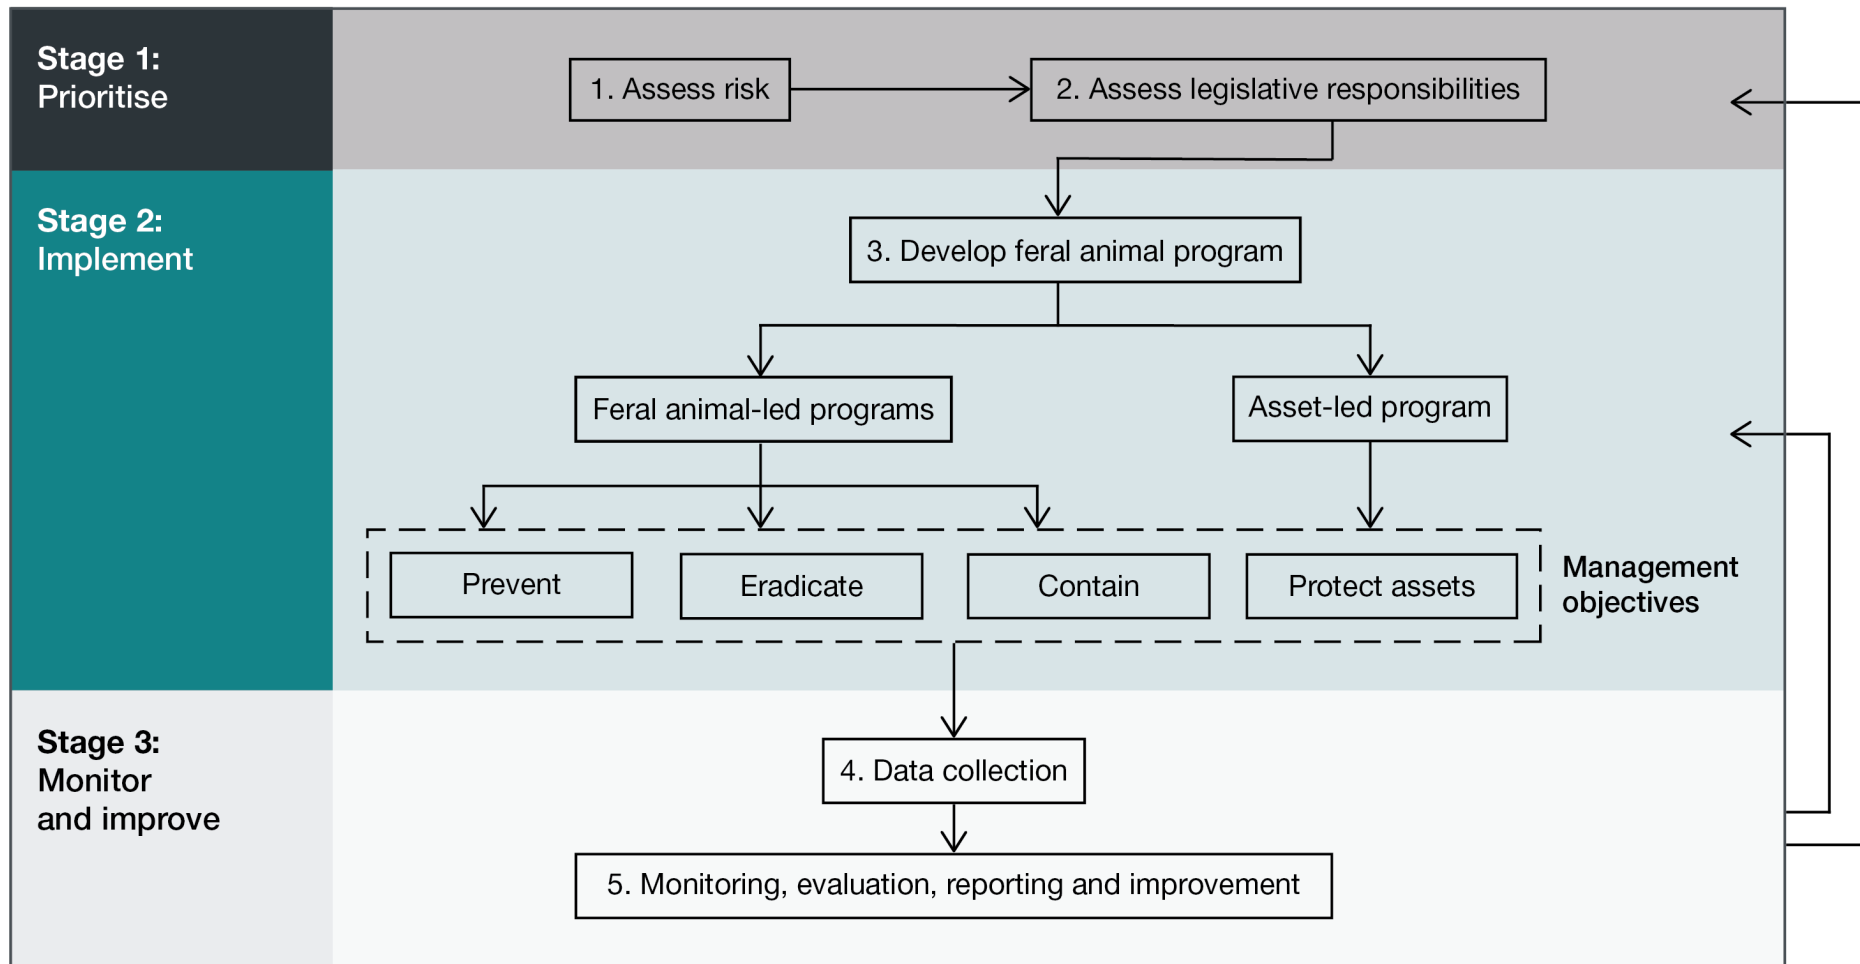 Stage 1:
Prioritise
1. Assess risk
2. Assess legislative responsibilities
Stage 2:
Implement
3. Develop feral animal program
Feral animal-led programs
Asset-led program
Prevent
Eradicate
Contain
Protect assets
Management
objectives
Stage 3:
Monitor
and improve
4. Data collection
5. Monitoring, evaluation, reporting and improvement